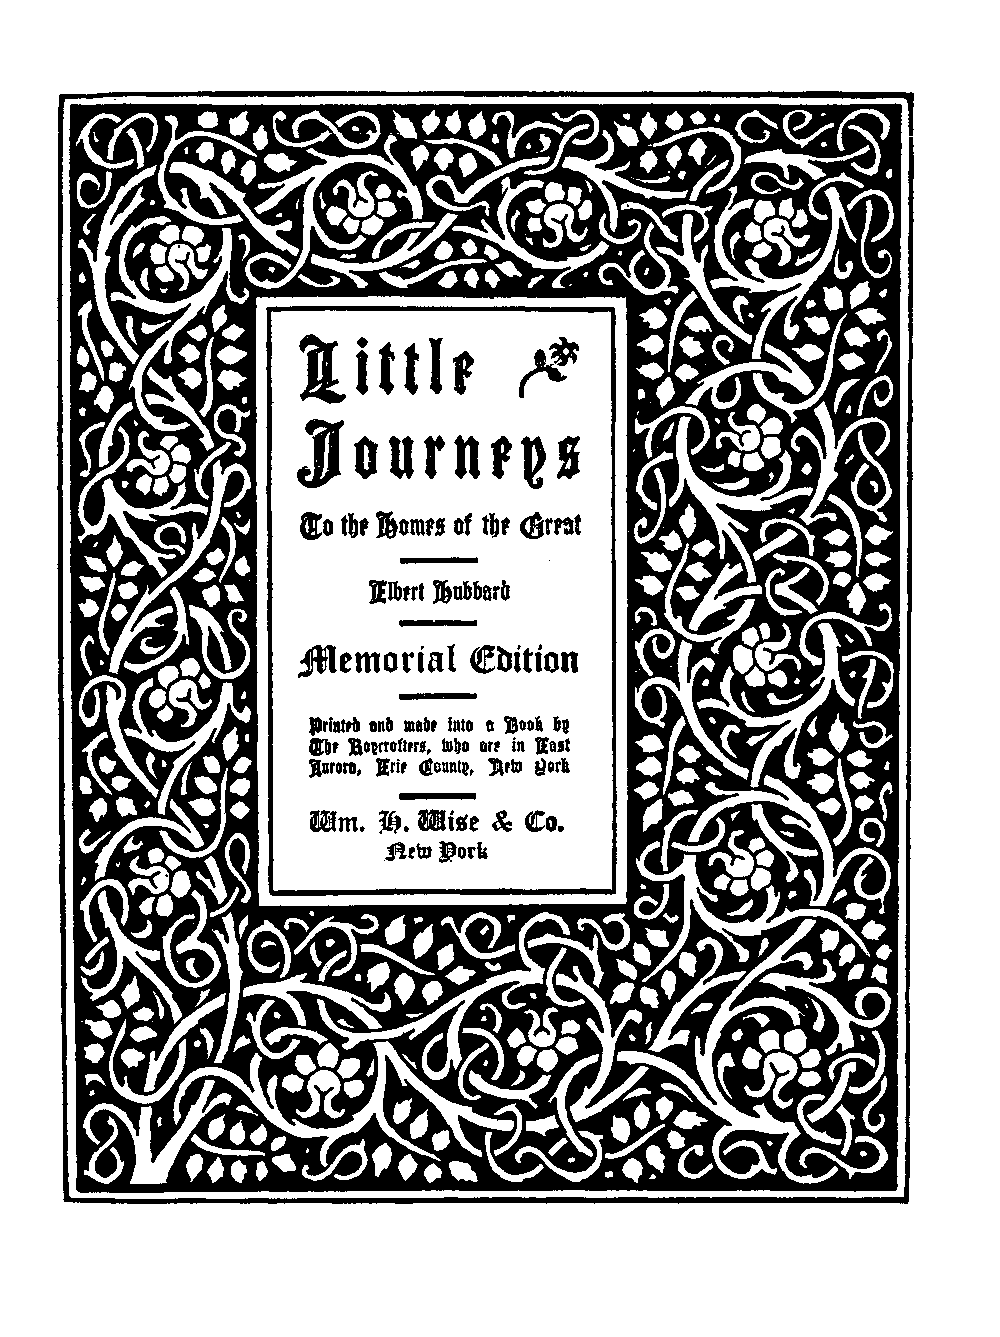 Little
Journeys
To the Homes of the Great
Elbert Hubbard
Memorial Edition
Printed and made into a Book by
The Roycrofters, who are in East
Aurora, Erie County, New York
Wm. H. Wise & Co.
New York